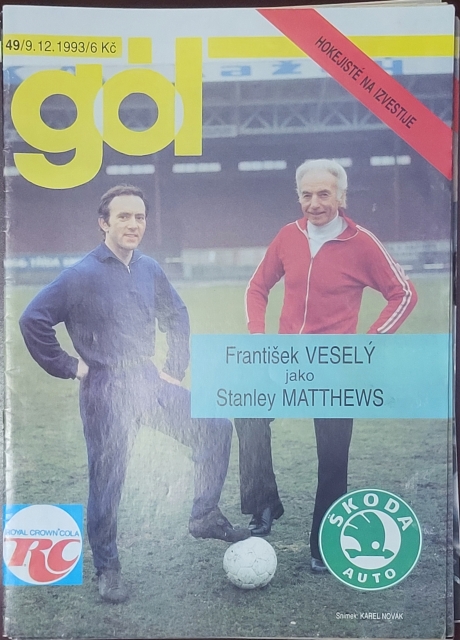 49/9.12.1993/6 Kč
gól
HOKEJISTÉ NA IZVESTIJE
František VESELÝ
jako
Stanley MATTHEWS
ROYAL CROWN COLA
RC
ŠKODA
AUTO
Snímek: KAREL NOVÁK